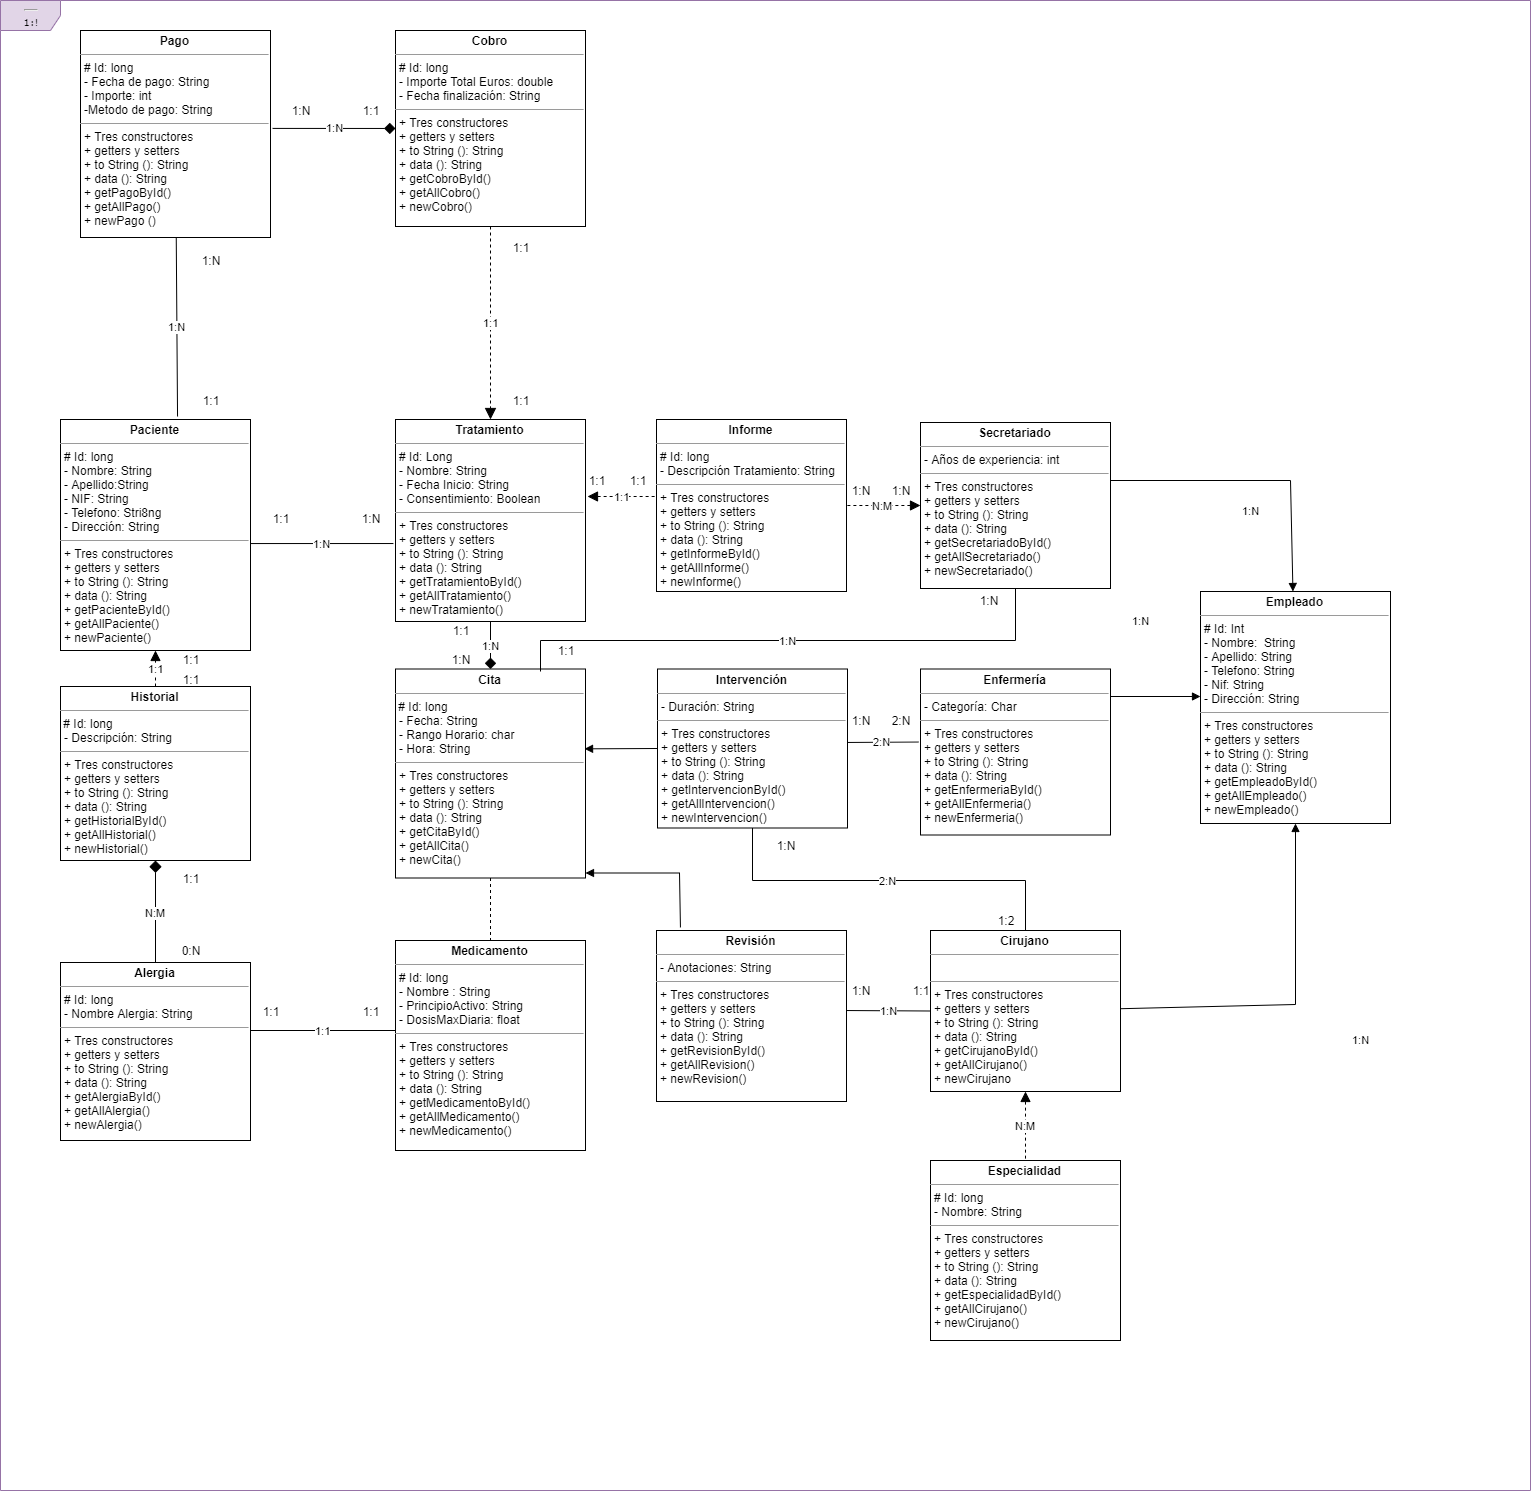 1:!
Pago
# Id: long
- Fecha de pago: String
- Importe: int
-Metodo de pago: String
+ Tres constructores
+ getters y setters
+ to String (): String
+ data (): String
+ getPagoById()
+ getAllPago()
+ newPago ()
1:N
1:1
1:N
Cobro
# Id: long
- Importe Total Euros: double
- Fecha finalización: String
+ Tres constructores
+ getters y setters
+ to String (): String
+ data (): String
+ getCobroById()
+ getAllCobro()
+ newCobro()
1:1
1:N
1:N
1:1
1:1
1:1
Paciente
# Id: long
- Nombre: String
- Apellido:String
- NIF: String
- Telefono: Stri8ng
- Dirección: String
+ Tres constructores
+ getters y setters
+ to String (): String
+ data (): String
+ getPacienteById()
+ getAllPaciente()
+ newPaciente()
1:1
1:N
1:N
Tratamiento
# Id: Long
- Nombre: String
- Fecha Inicio: String
- Consentimiento: Boolean
+ Tres constructores
+ getters y setters
+ to String (): String
+ data (): String
+ getTratamientoById()
+ getAllTratamiento()
+ newTratamiento()
1:1
1:1
1:1
Informe
# Id: long
- Descripción Tratamiento: String
+ Tres constructores
+ getters y setters
+ to String (): String
+ data (): String
+ getInformeById()
+ getAllInforme()
+ newInforme()
1:N
1:N
N:M
Secretariado
- Años de experiencia: int
+ Tres constructores
+ getters y setters
+ to String (): String
+ data (): String
+ getSecretariadoById()
+ getAllSecretariado()
+ newSecretariado()
1:N
1:N
1:N
Empleado
# Id: Int
- Nombre: String
- Apellido: String
- Telefono: String
- Nif: String
- Dirección: String
+ Tres constructores
+ getters y setters
+ to String (): String
+ data (): String
+ getEmpleadoById()
+ getAllEmpleado()
+ newEmpleado()
1:1
1:N
1:N
1:1
1:N
1:1
1:1
1:1
Historial
# Id: long
- Descripción: String
+ Tres constructores
+ getters y setters
+ to String (): String
+ data (): String
+ getHistorialById()
+ getAllHistorial()
+ newHistorial()
Cita
# Id: long
- Fecha: String
- Rango Horario: char
- Hora: String
+ Tres constructores
+ getters y setters
+ to String (): String
+ data (): String
+ getCitaById()
+ getAllCita()
+ newCita()
Intervención
- Duración: String
+ Tres constructores
+ getters y setters
+ to String (): String
+ data (): String
+ getIntervencionById()
+ getAllIntervencion()
+ newIntervencion()
1:N
2:N
2:N
Enfermería
- Categoría: Char
+ Tres constructores
+ getters y setters
+ to String (): String
+ data (): String
+ getEnfermeriaById()
+ getAllEnfermeria()
+ newEnfermeria()
1:N
2:N
1:2
1:1
N:M
0:N
Alergia
# Id: long
- Nombre Alergia: String
+ Tres constructores
+ getters y setters
+ to String (): String
+ data (): String
+ getAlergiaById()
+ getAllAlergia()
+ newAlergia()
1:1
1:1
1:1
Medicamento
# Id: long
- Nombre : String
- PrincipioActivo: String
- DosisMaxDiaria: float
+ Tres constructores
+ getters y setters
+ to String (): String
+ data (): String
+ getMedicamentoById()
+ getAllMedicamento()
+ newMedicamento()
Revisión
- Anotaciones: String
+ Tres constructores
+ getters y setters
+ to String (): String
+ data (): String
+ getRevisionById()
+ getAllRevision()
+ newRevision()
1:N
1:1
1:N
Cirujano
+ Tres constructores
+ getters y setters
+ to String (): String
+ data (): String
+ getCirujanoById()
+ getAllCirujano()
+ newCirujano
1:N
N:M
Especialidad
# Id: long
- Nombre: String
+ Tres constructores
+ getters y setters
+ to String (): String
+ data (): String
+ getEspecialidadById()
+ getAllCirujano()
+ newCirujano()